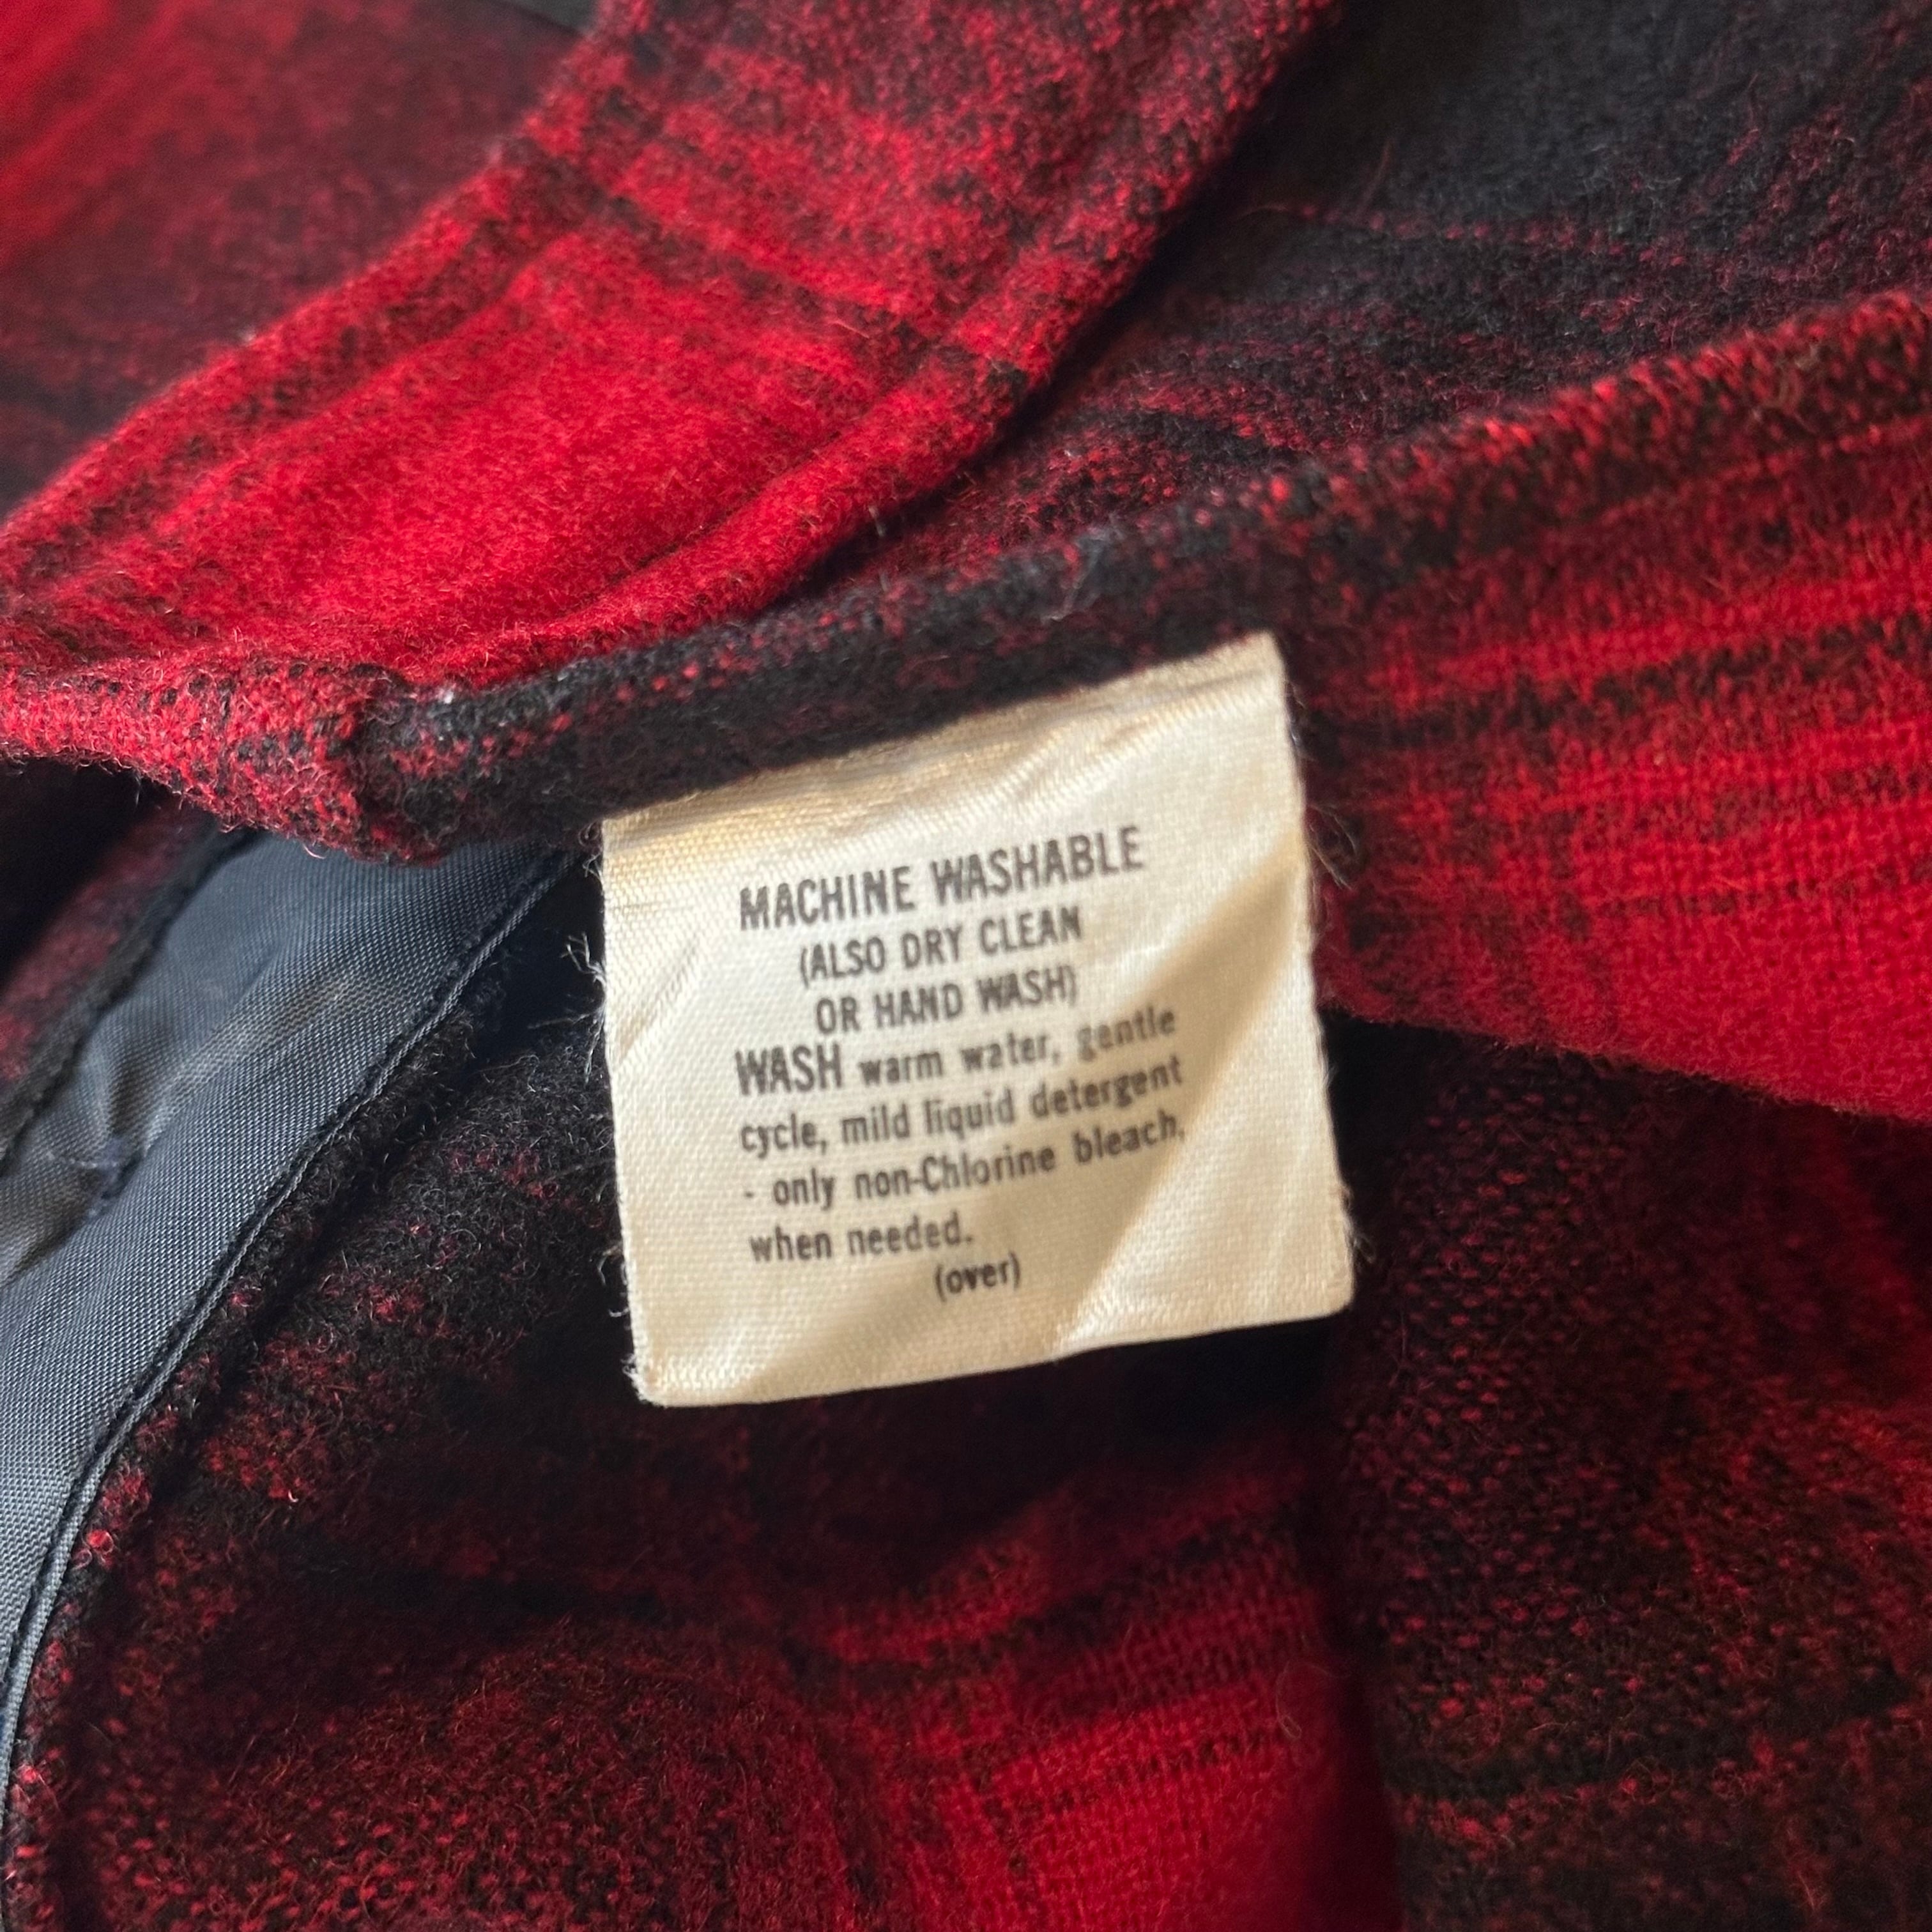 MACHINE WASHABLE
(ALSO DRY CLEAN
OR HAND WASH)
WASH warm water, gentle
cycle, mild liquid detergent
- only non-Chlorine bleach,
when needed.
(over)